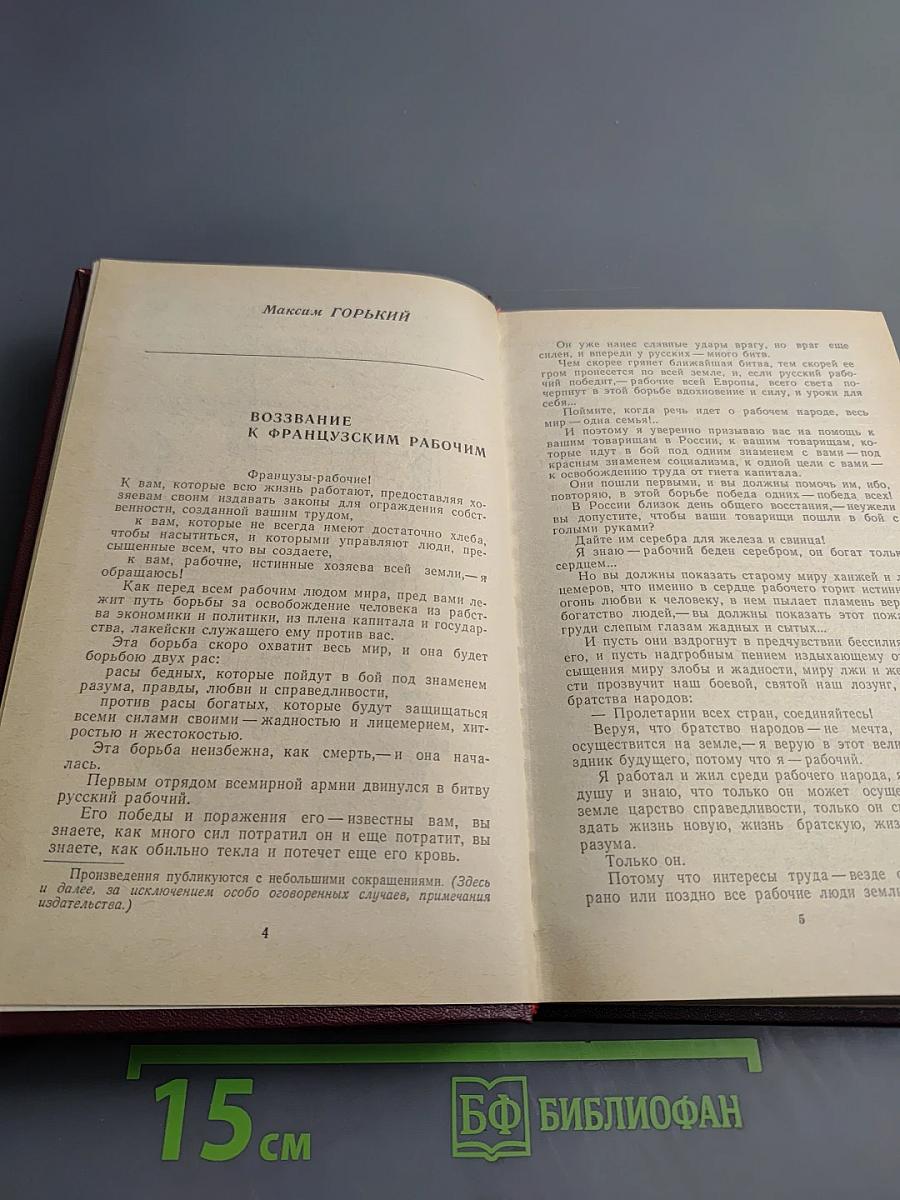 Максим ГОРЬКИЙ
ВОЗЗВАНИЕ
К ФРАНЦУЗСКИМ РАБОЧИМ
Французы-рабочие!
К вам, которые всю жизнь работают, предоставляя хо-
зяевам своим издавать законы для ограждения собст-
венности, созданной вашим трудом,
к вам, которые не всегда имеют достаточно хлеба,
чтобы насытиться, и которыми управляют люди, пре-
сыщенные всем, что вы создаете,
к вам, рабочие, истинные хозяева всей земли,— я
обращаюсь!
Как перед всем рабочим людом мира, пред вами ле-
жит путь борьбы за освобождение человека из рабст-
ва экономики и политики, из плена капитала и государ-
ства, лакейски служащего ему против вас.
Эта борьба скоро охватит весь мир, и она будет
борьбою двух рас:
расы бедных, которые пойдут в бой под знаменем
разума, правды, любви и справедливости,
против расы богатых, которые будут защищаться
всеми силами своими — жадностью и лицемерием, хит-
ростью и жестокостью.
Эта борьба неизбежна, как смерть,— и она нача-
лась.
Первым отрядом всемирной армии двинулся в битву
русский рабочий.
Его победы и поражения его — известны вам, вы
знаете, как много сил потратил он и еще потратит, вы
знаете, как обильно текла и потечет еще его кровь.
Произведения публикуются с небольшими сокращениями. (Здесь
и далее, за исключением особо оговоренных случаев, примечания
издательства.)
4
Он уже нанес славные удары врагу, но враг еще
силен, и впереди у русских — много битв.
Чем скорее грянет ближайшая битва, тем скорей ее
гром пронесется по всей земле, и, если русский рабо-
чий победит,— рабочие всей Европы, всего света по-
черпнут в этой борьбе вдохновение и силу, и уроки для
себя...
Поймите, когда речь идет о рабочем народе, весь
мир — одна семья!..
И поэтому я уверенно призываю вас на помощь к
вашим товарищам в России, к вашим товарищам, ко-
торые идут в бой под одним знаменем с вами — под
красным знаменем социализма, к одной цели с вами —
к освобождению труда от гнета капитала.
Они пошли первыми, и вы должны помочь им, ибо,
повторяю, в этой борьбе победа одних — победа всех!
В России близок день общего восстания,— неужели
вы допустите, чтобы ваши товарищи пошли в бой с
голыми руками?
Дайте им серебра для железа и свинца!
Я знаю — рабочий беден серебром, он богат толь
сердцем...
Но вы должны показать старому миру ханжей и л
цемеров, что именно в сердце рабочего горит истин
огонь любви к человеку, в нем пылает пламень вер
богатство людей,— вы должны показать этот пож
груди слепым глазам жадных и сытых...
И пусть они вздрогнут в предчувствии бессилия
его, и пусть надгробным пением издыхающему от
сыщения миру злобы и жадности, миру лжи и же
сти прозвучит наш боевой, святой наш лозунг,
братства народов:
— Пролетарии всех стран, соединяйтесь!
Веруя, что братство народов — не мечта,
осуществится на земле,— я верую в этот вели
здник будущего, потому что я — рабочий.
Я работал и жил среди рабочего народа, я
душу и знаю, что только он может осуще
земле царство справедливости, только он с
здать жизнь новую, жизнь братскую, жиз
разума.
Только он.
Потому что интересы труда — везде о
рано или поздно все рабочие люди земли
5
15 см
БФ БИБЛИОФАН